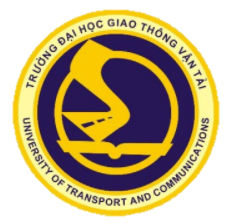 TRƯỜNG ĐẠI HỌC GIAO THÔNG VẬN TẢI
UNIVERSITY OF TRANSPORT AND COMMUNICATIONS